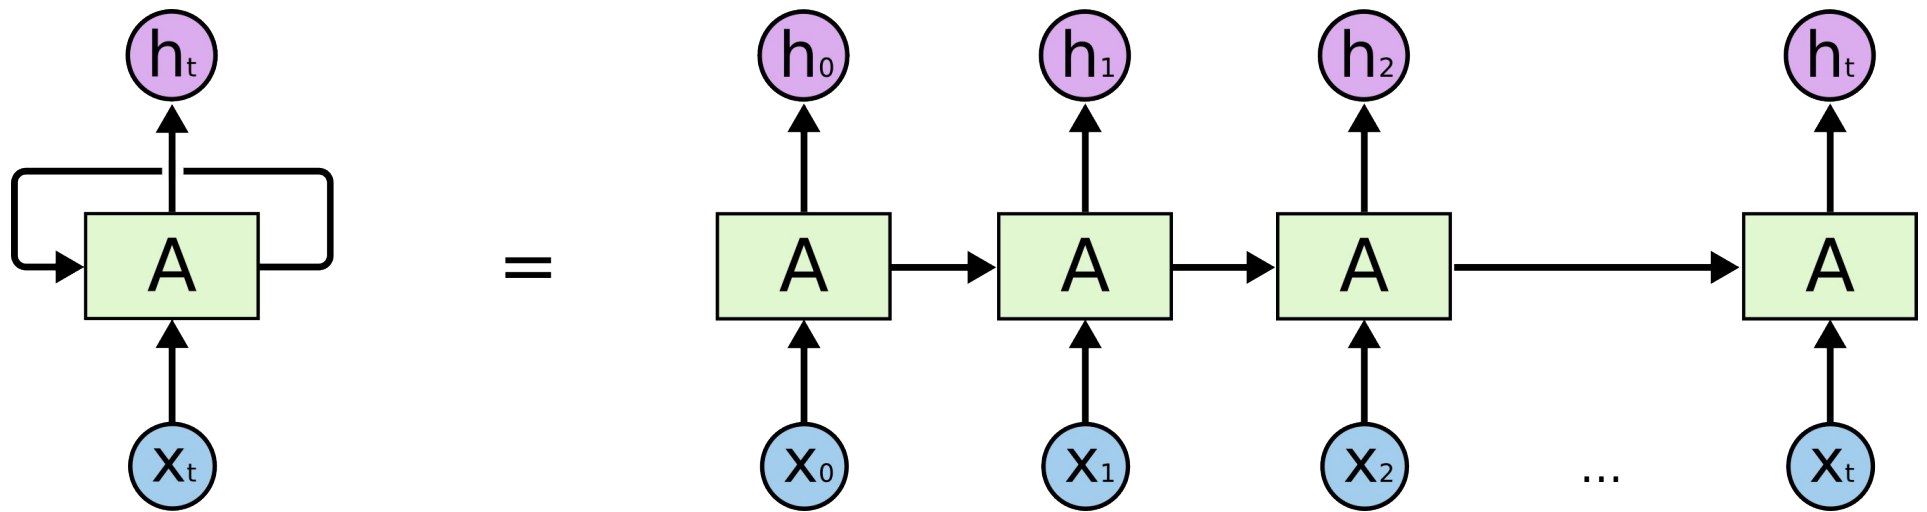 hₜ h₀ h₁ h₂ hₜ
A = A A A A
xₜ x₀ x₁ x₂ ... xₜ